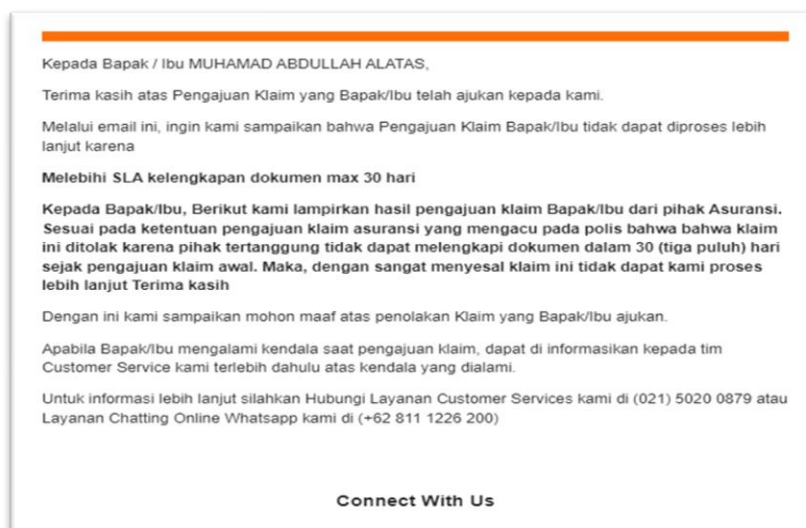 Kepada Bapak / Ibu MUHAMAD ABDULLAH ALATAS,
Terima kasih atas Pengajuan Klaim yang Bapak/Ibu telah ajukan kepada kami.
Melalui email ini, ingin kami sampaikan bahwa Pengajuan Klaim Bapak/Ibu tidak dapat diproses lebih
lanjut karena
Melebihi SLA kelengkapan dokumen max 30 hari
Kepada Bapak/Ibu, Berikut kami lampirkan hasil pengajuan klaim Bapak/Ibu dari pihak Asuransi.
Sesuai pada ketentuan pengajuan klaim asuransi yang mengacu pada polis bahwa bahwa klaim
ini ditolak karena pihak tertanggung tidak dapat melengkapi dokumen dalam 30 (tiga puluh) hari
sejak pengajuan klaim awal. Maka, dengan sangat menyesal klaim ini tidak dapat kami proses
lebih lanjut Terima kasih
Dengan ini kami sampaikan mohon maaf atas penolakan Klaim yang Bapak/Ibu ajukan.
Apabila Bapak/Ibu mengalami kendala saat pengajuan klaim, dapat di informasikan kepada tim
Customer Service kami terlebih dahulu atas kendala yang dialami.
Untuk informasi lebih lanjut silahkan Hubungi Layanan Customer Services kami di (021) 5020 0879 atau
Layanan Chatting Online Whatsapp kami di (+62 811 1226 200)
Connect With Us